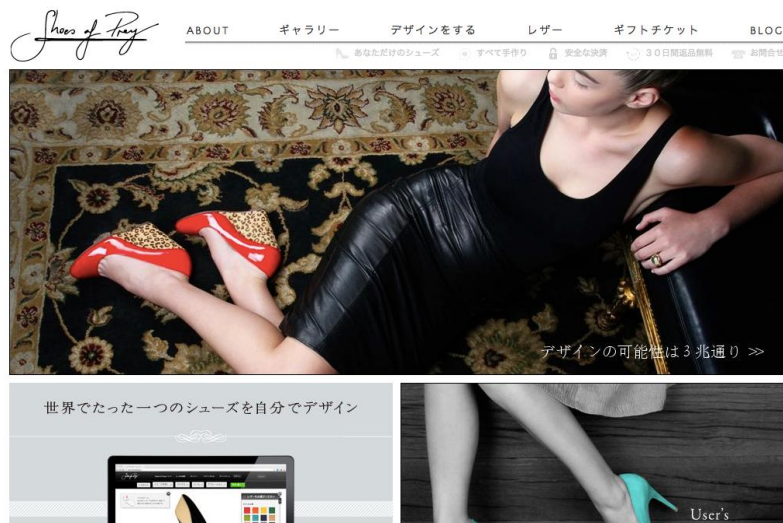 Shoes of Prey
ABOUT ギャラリー デザインをする レザー ギフトチケット BLOG
あなただけのシューズ すべて手作り 安全な決済 30日間返品無料 お問合せ
デザインの可能性は3兆通り >>
世界でたった一つのシューズを自分でデザイン
User's